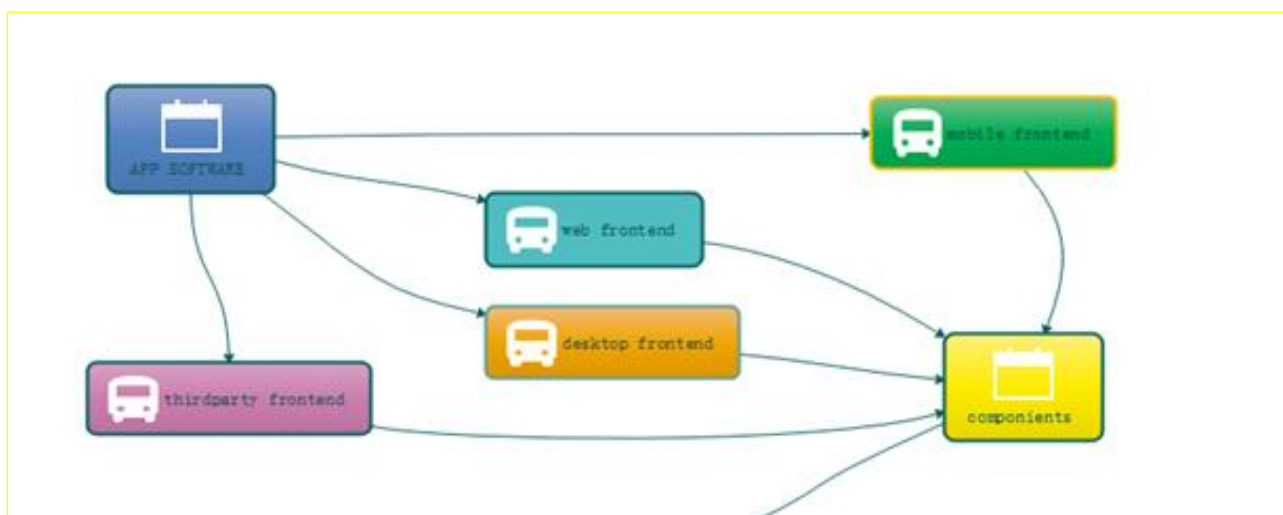 APP SOFTWARE
mobile frontend
web frontend
desktop frontend
thirdparty frontend
componients